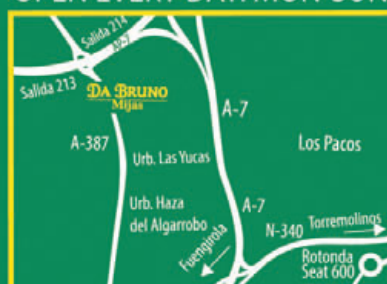 Salida 214
AP-7
Salida 213
DA BRUNO
Mijas
A-7
A-387
Urb. Las Yucas
Los Pacos
Urb. Haza
del Algarrobo
A-7
N-340
Torremolinos
Fuengirola
Rotonda
Seat 600